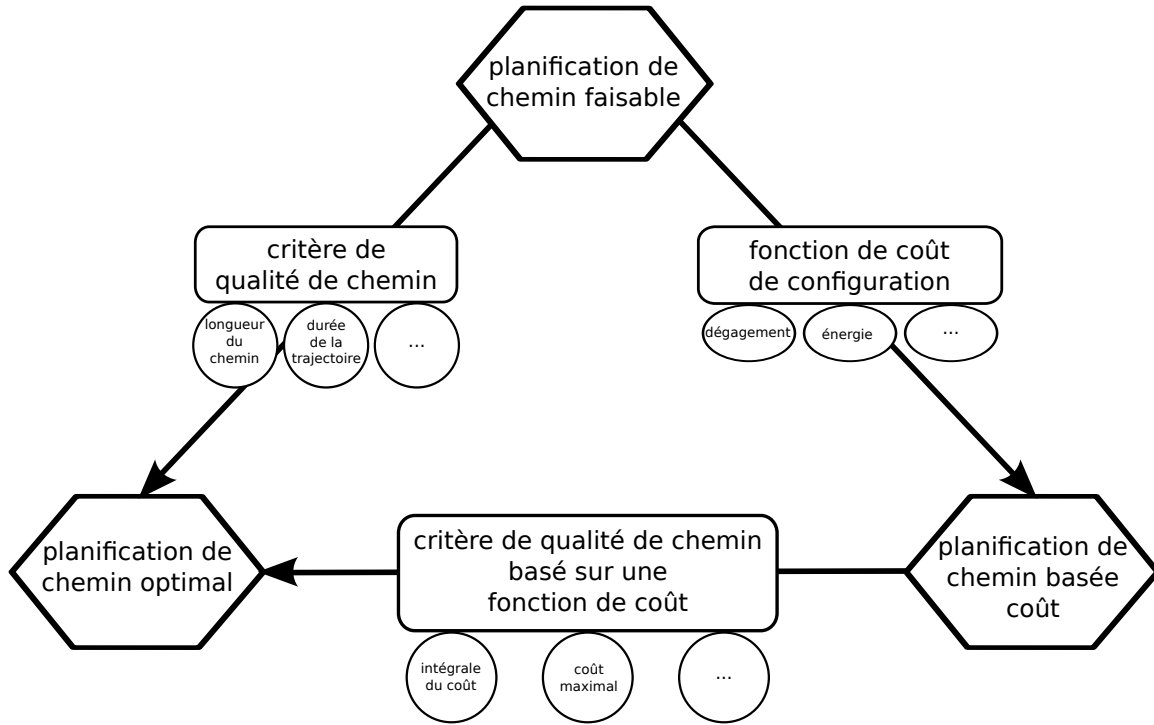 planification de
chemin faisable
critère de
qualité de chemin
longueur
du
chemin
durée
de la
trajectoire
...
fonction de coût
de configuration
dégagement
énergie
...
planification de
chemin optimal
critère de qualité de chemin
basé sur une
fonction de coût
intégrale
du coût
coût
maximal
...
planification de
chemin basée
coût